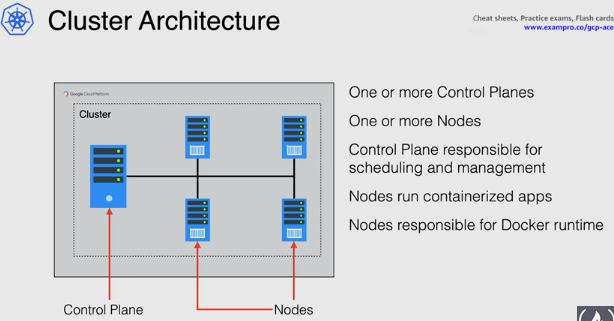 Cluster Architecture
Cheat sheets, Practice exams, Flash cards
www.exampro.co/gcp-ace
Google Cloud Platform
Cluster
One or more Control Planes
One or more Nodes
Control Plane responsible for
scheduling and management
Nodes run containerized apps
Nodes responsible for Docker runtime
Control Plane
Nodes